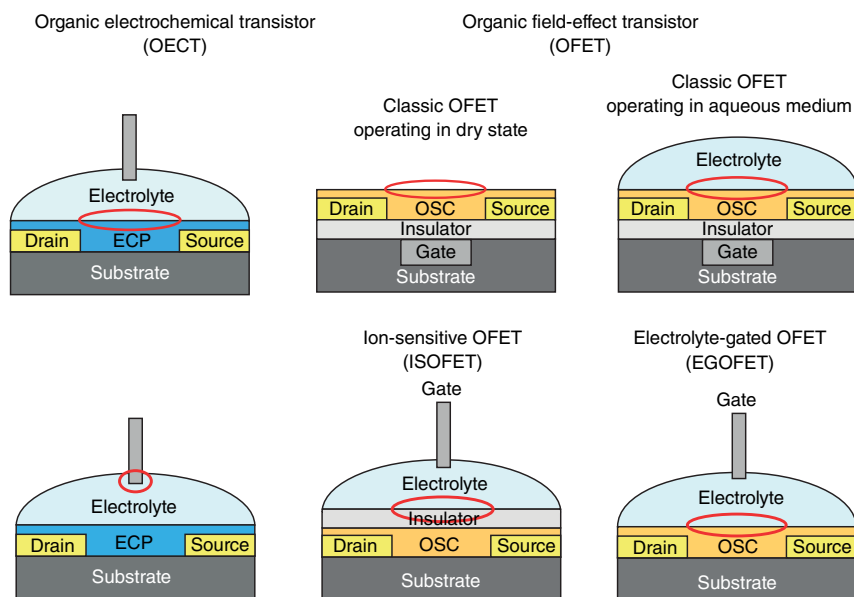 Organic electrochemical transistor
(OECT)
Organic field-effect transistor
(OFET)
Classic OFET
operating in dry state
Classic OFET
operating in aqueous medium
Electrolyte
Drain
ECP
Source
Substrate
Drain
OSC
Source
Insulator
Gate
Substrate
Electrolyte
Drain
OSC
Source
Insulator
Gate
Substrate
Ion-sensitive OFET
(ISOFET)
Gate
Electrolyte-gated OFET
(EGOFET)
Gate
Electrolyte
Drain
ECP
Source
Substrate
Electrolyte
Insulator
Drain
OSC
Source
Substrate
Electrolyte
Drain
OSC
Source
Substrate